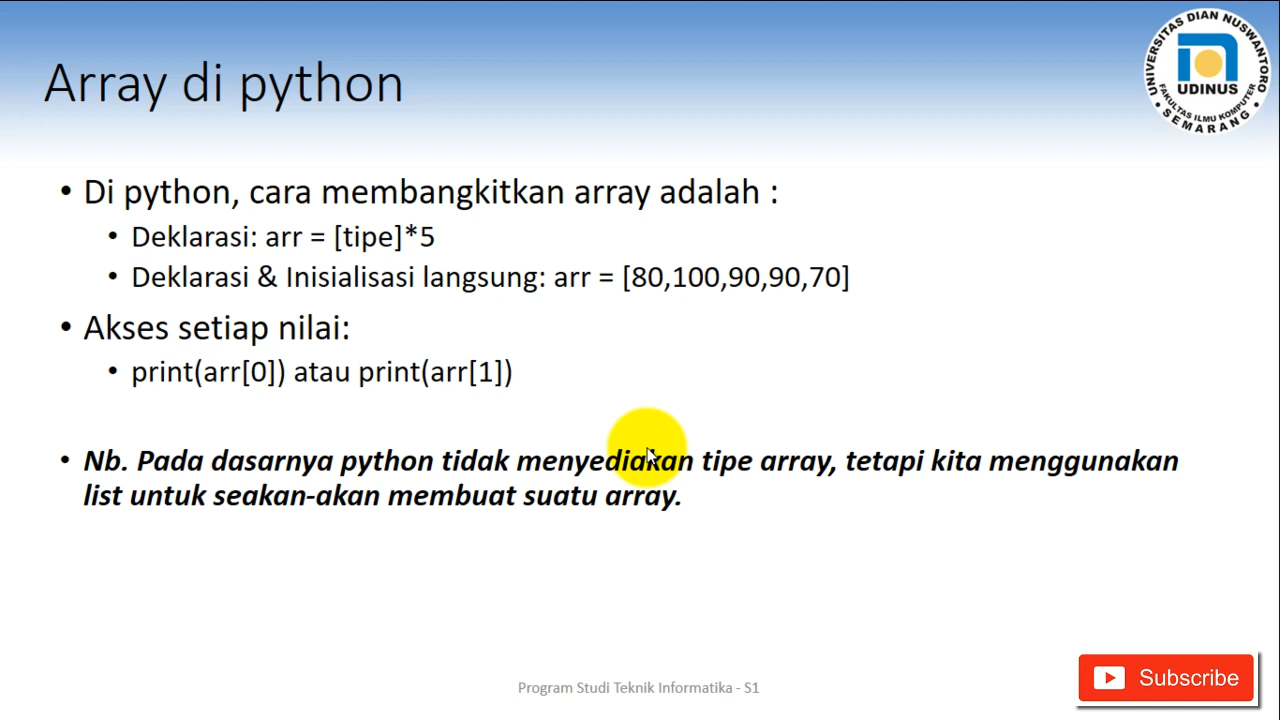 Array di python
UNIVERSITAS DIAN NUSWANTORO
UDINUS
FAKULTAS ILMU KOMPUTER
SEMARANG
• Di python, cara membangkitkan array adalah :
• Deklarasi: arr = [tipe]*5
• Deklarasi & Inisialisasi langsung: arr = [80,100,90,90,70]
• Akses setiap nilai:
• print(arr[0]) atau print(arr[1])
• Nb. Pada dasarnya python tidak menyediakan tipe array, tetapi kita menggunakan
list untuk seakan-akan membuat suatu array.
Program Studi Teknik Informatika - S1
Subscribe